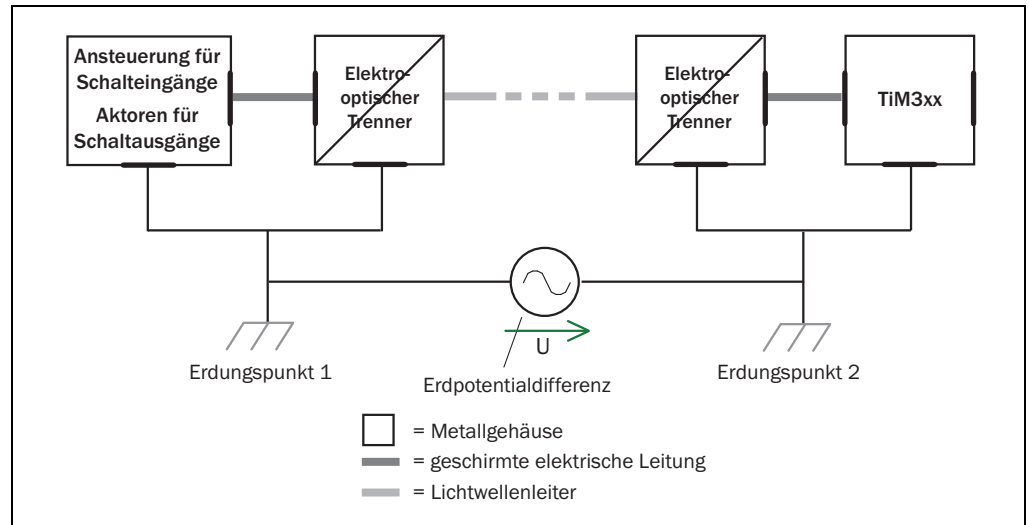 Ansteuerung für
Schalteingänge
Aktoren für
Schaltausgänge
Elektro-
optischer
Trenner
Elektro-
optischer
Trenner
TiM3xx
U
Erdungspunkt 1
Erdpotentialdifferenz
Erdungspunkt 2
= Metallgehäuse
= geschirmte elektrische Leitung
= Lichtwellenleiter